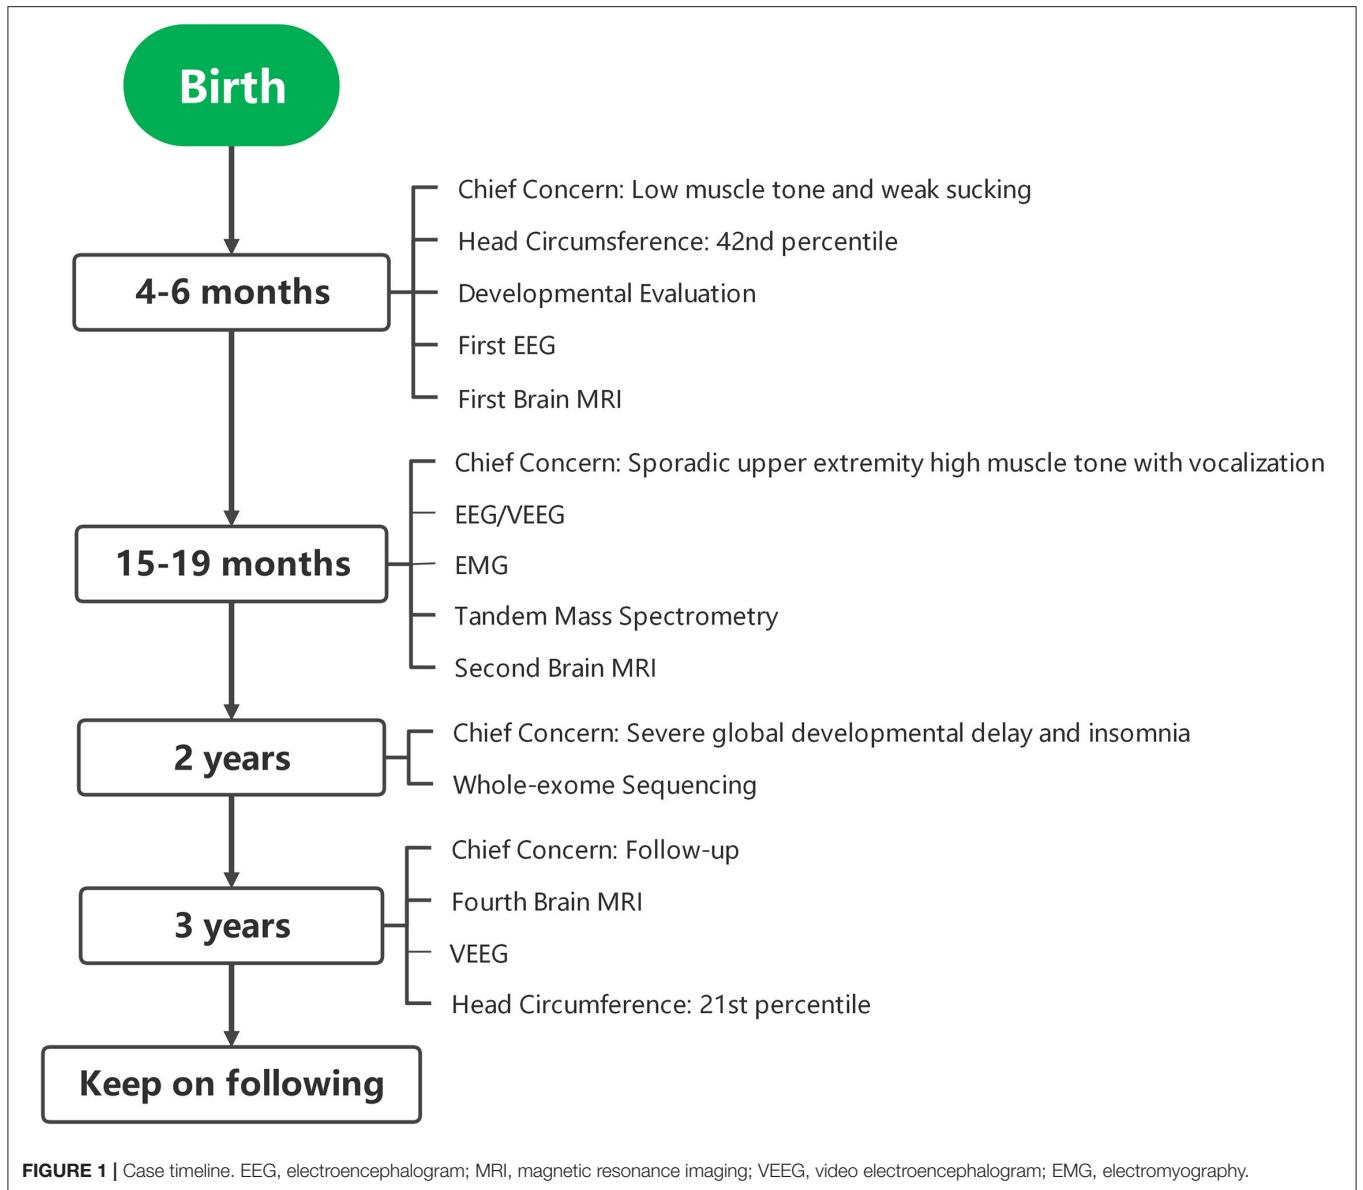 Birth
4-6 months
Chief Concern: Low muscle tone and weak sucking
Head Circumsference: 42nd percentile
Developmental Evaluation
First EEG
First Brain MRI
15-19 months
Chief Concern: Sporadic upper extremity high muscle tone with vocalization
EEG/VEEG
EMG
Tandem Mass Spectrometry
Second Brain MRI
2 years
Chief Concern: Severe global developmental delay and insomnia
Whole-exome Sequencing
3 years
Chief Concern: Follow-up
Fourth Brain MRI
VEEG
Head Circumference: 21st percentile
Keep on following
FIGURE 1 | Case timeline. EEG, electroencephalogram; MRI, magnetic resonance imaging; VEEG, video electroencephalogram; EMG, electromyography.